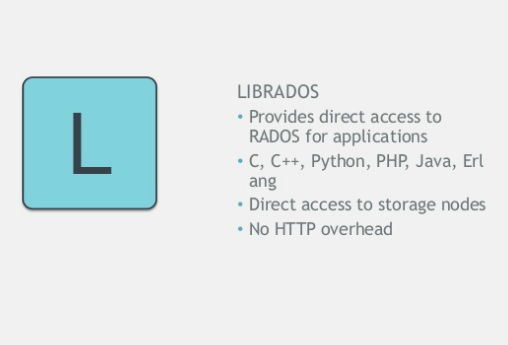 L
LIBRADOS
• Provides direct access to
RADOS for applications
• C, C++, Python, PHP, Java, Erl
ang
• Direct access to storage nodes
• No HTTP overhead